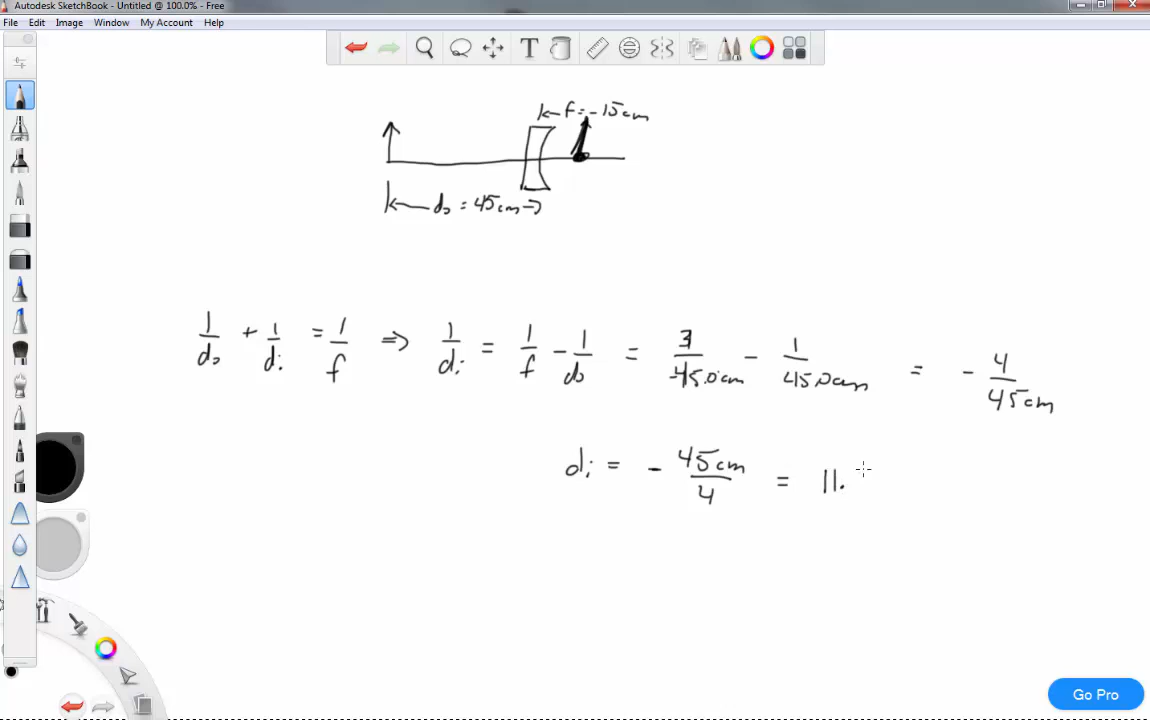 Autodesk SketchBook - Untitled @ 100.0% - Free
File Edit Image Window My Account Help
k← f = -15cm
k← do = 45cm →
1/do + 1/di = 1/f ⇒ 1/di = 1/f - 1/do = 3/-45.0cm - 1/45.0cm = - 4/45cm
di = - 45cm/4 = 11.
Go Pro